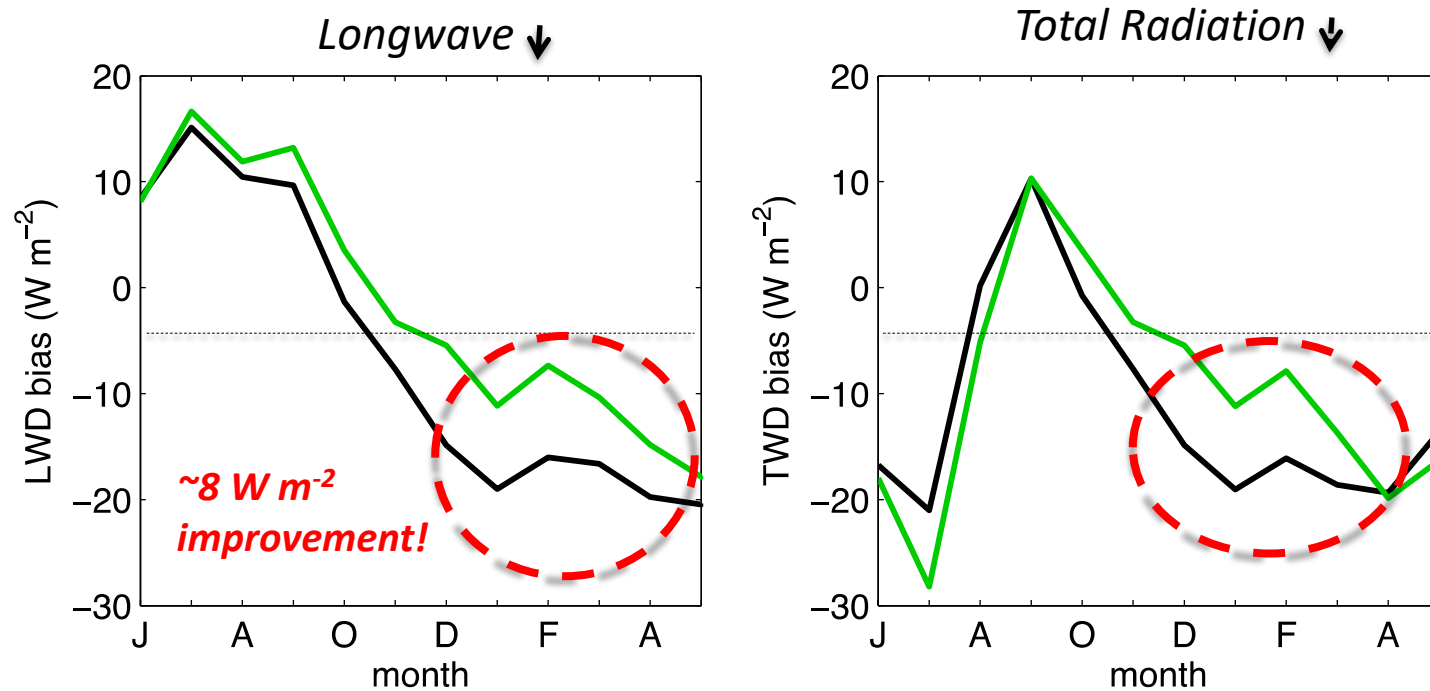 Longwave ↓
20
10
0
−10
−20
−30
LWD bias (W m⁻²)
~8 W m⁻²
improvement!
J A O D F A
month
Total Radiation ↓
20
10
0
−10
−20
−30
TWD bias (W m⁻²)
J A O D F A
month